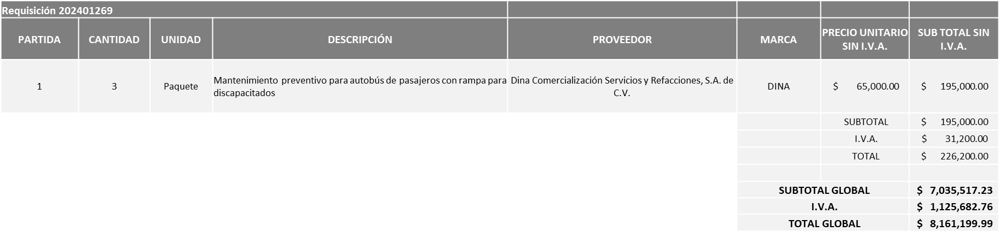 Requisición 202401269
PARTIDA CANTIDAD UNIDAD DESCRIPCIÓN PROVEEDOR MARCA PRECIO UNITARIO SIN I.V.A. SUB TOTAL SIN I.V.A.
1 3 Paquete Mantenimiento preventivo para autobús de pasajeros con rampa para discapacitados Dina Comercialización Servicios y Refacciones, S.A. de C.V. DINA $ 65,000.00 $ 195,000.00
SUBTOTAL $ 195,000.00
I.V.A. $ 31,200.00
TOTAL $ 226,200.00
SUBTOTAL GLOBAL $ 7,035,517.23
I.V.A. $ 1,125,682.76
TOTAL GLOBAL $ 8,161,199.99